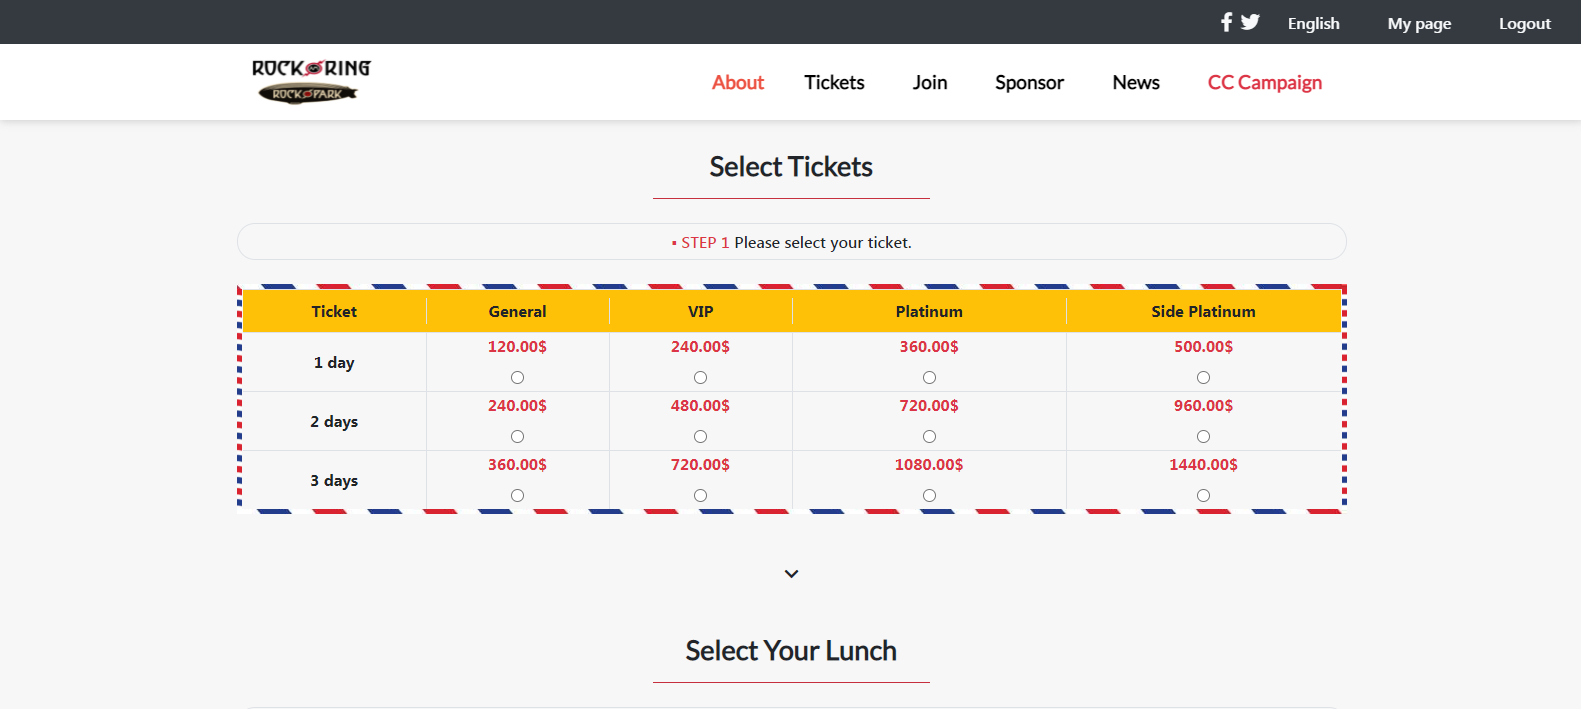 English My page Logout
ROCK RING
ROCK PARK
About Tickets Join Sponsor News CC Campaign
Select Tickets
▪ STEP 1 Please select your ticket.
Ticket General VIP Platinum Side Platinum
1 day 120.00$ 240.00$ 360.00$ 500.00$
2 days 240.00$ 480.00$ 720.00$ 960.00$
3 days 360.00$ 720.00$ 1080.00$ 1440.00$
Select Your Lunch